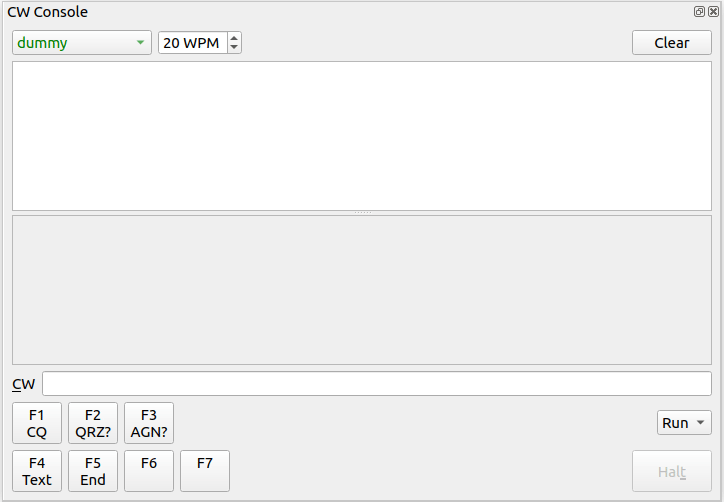 CW Console
dummy 20 WPM Clear
CW
F1 F2 F3
CQ QRZ? AGN? Run
F4 F5 F6 F7
Text End Halt